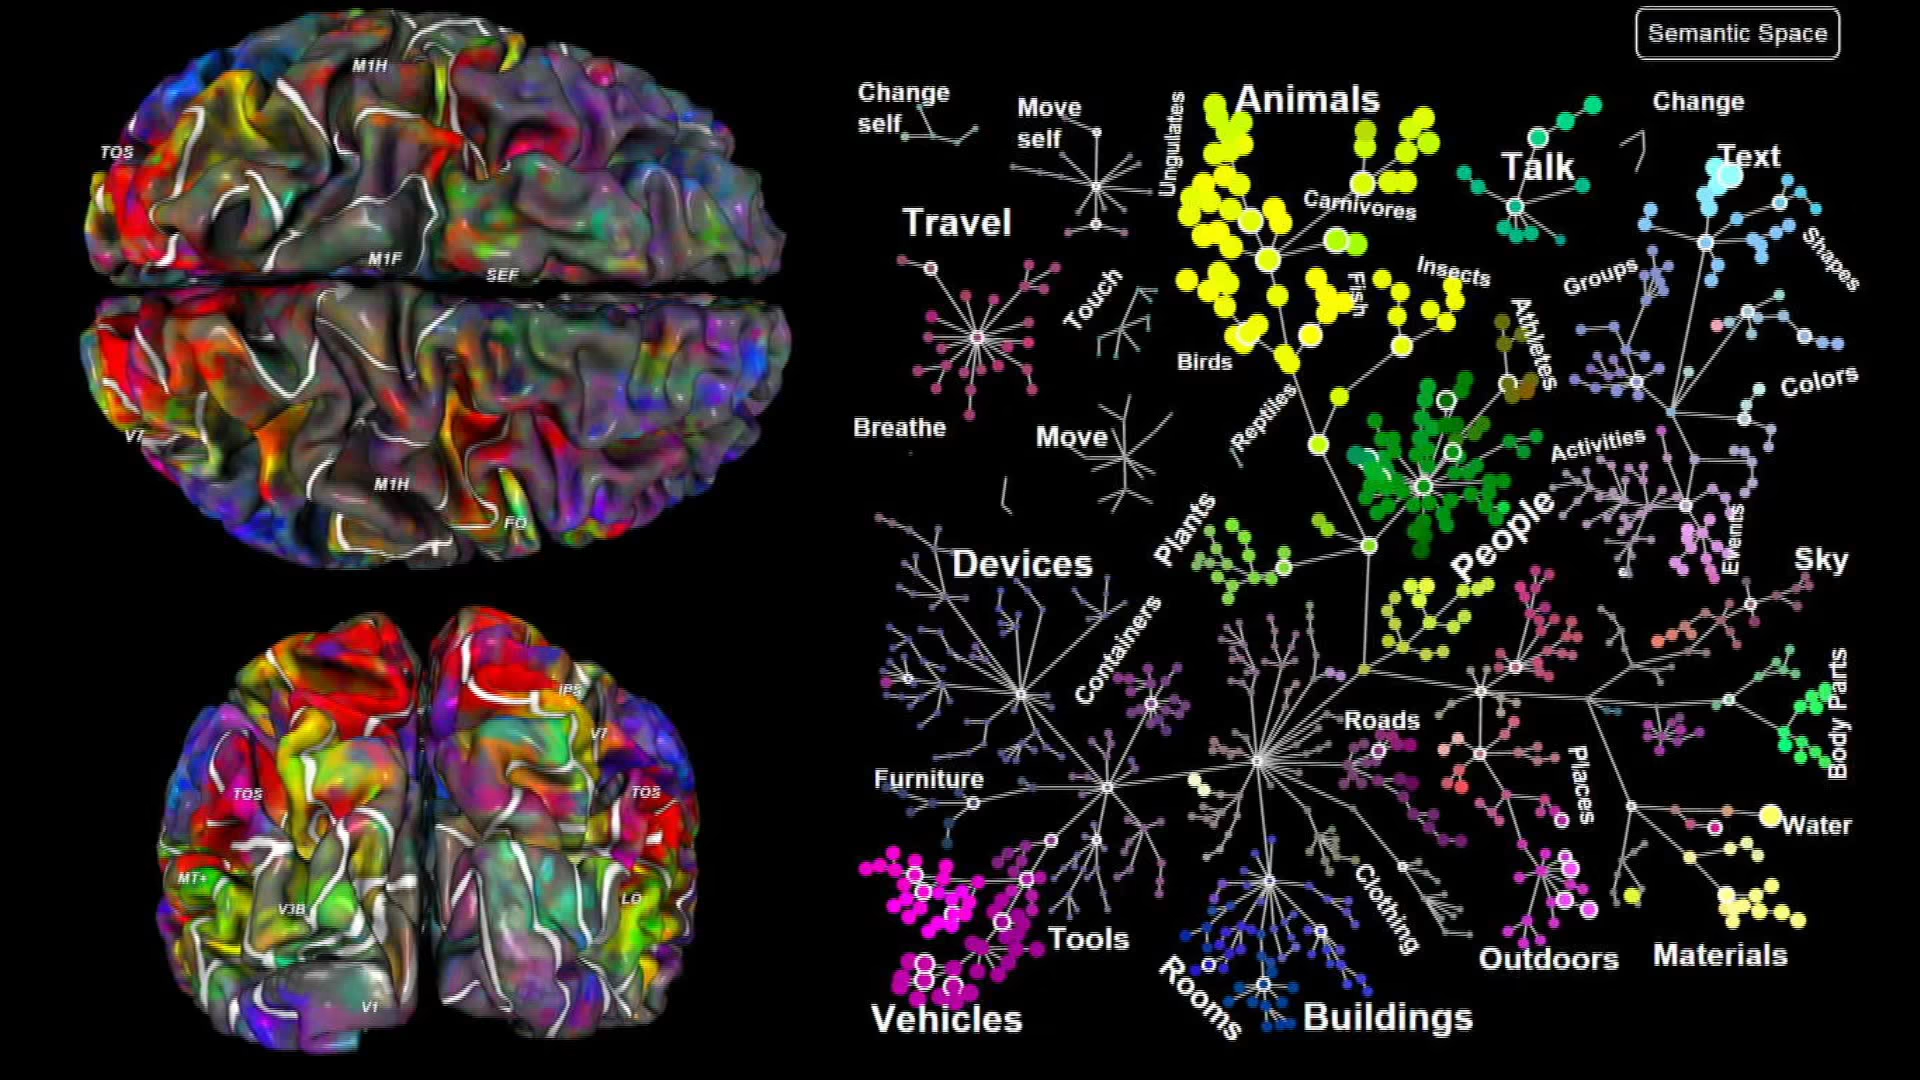 Semantic Space
Change
self
Move
self
Ungulates
Animals
Talk
Change
Text
Travel
Carnivores
Touch
Fish
Insects
Groups
Shapes
Athletes
Birds
Reptiles
Colors
Breathe
Move
Activities
Plants
People
Events
Devices
Sky
Containers
Body Parts
Roads
Furniture
Places
Water
Clothing
Tools
Outdoors
Materials
Rooms
Vehicles
Buildings
M1H
TOS
M1F
SEF
V7
M1H
FO
IPS
V7
TOS
TOS
MT+
V3B
LO
V1